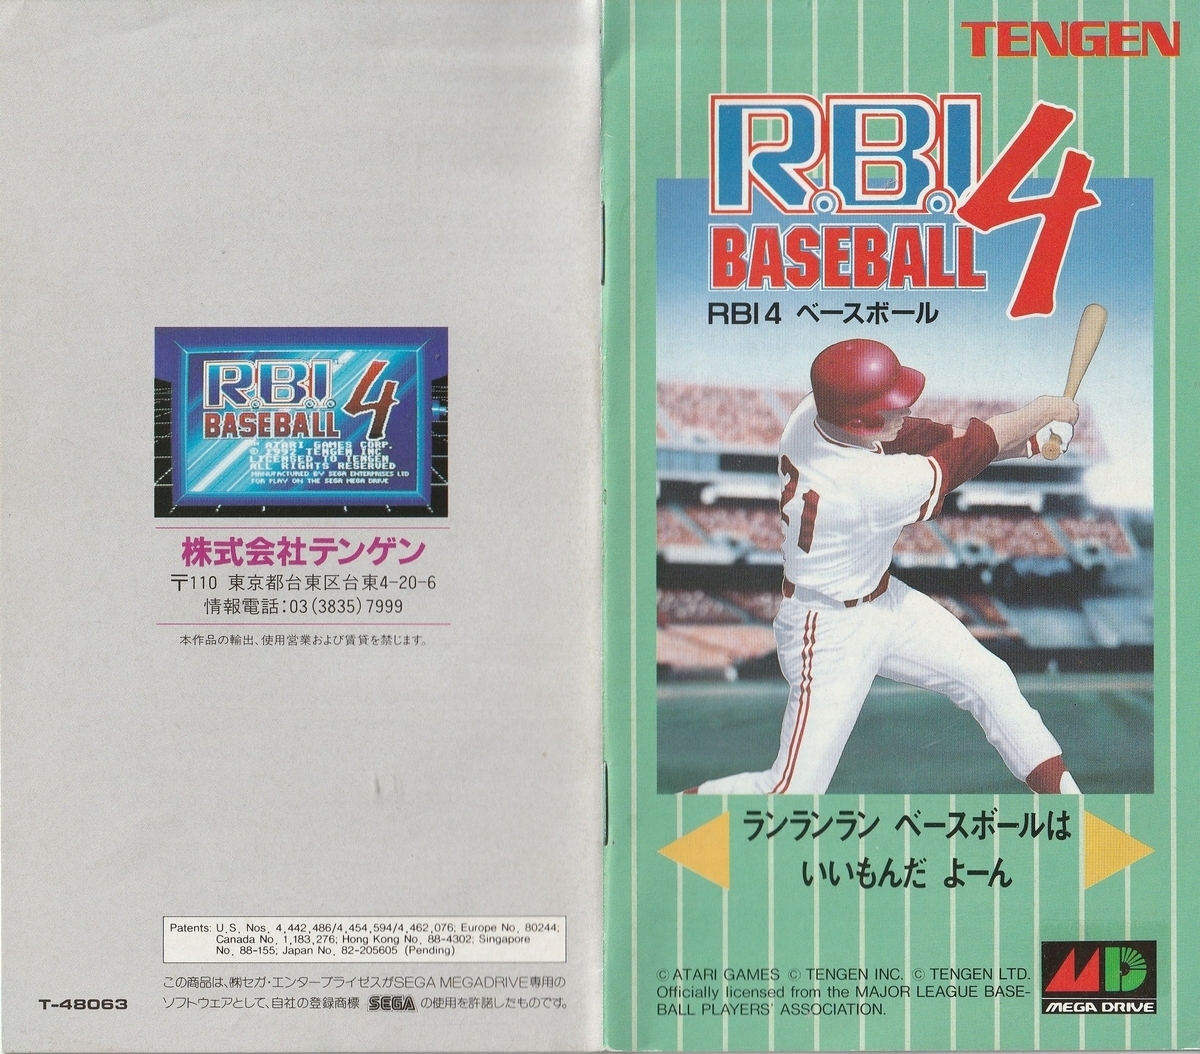 R.B.I.
BASEBALL 4
™ ATARI GAMES CORP.
© 1992 TENGEN INC.
LICENSED TO TENGEN
ALL RIGHTS RESERVED
MANUFACTURED BY SEGA ENTERPRISES LTD
FOR PLAY ON THE SEGA MEGA DRIVE
株式会社テンゲン
〒110 東京都台東区台東4-20-6
情報電話:03(3835)7999
本作品の輸出、使用営業および賃貸を禁じます。
Patents: U.S. Nos. 4,442,486/4,454,594/4,462,076; Europe No. 80244;
Canada No. 1,183,276; Hong Kong No. 88-4302; Singapore
No. 88-155; Japan No. 82-205605 (Pending)
この商品は、㈱セガ・エンタープライゼスがSEGA MEGADRIVE専用の
ソフトウエアとして、自社の登録商標 SEGA の使用を許諾したものです。
T-48063
TENGEN
R.B.I. 4
BASEBALL
RBI 4 ベースボール
21
ランランラン ベースボールは
いいもんだ よーん
© ATARI GAMES © TENGEN INC. © TENGEN LTD.
Officially licensed from the MAJOR LEAGUE BASE-
BALL PLAYERS' ASSOCIATION.
MD
MEGA DRIVE